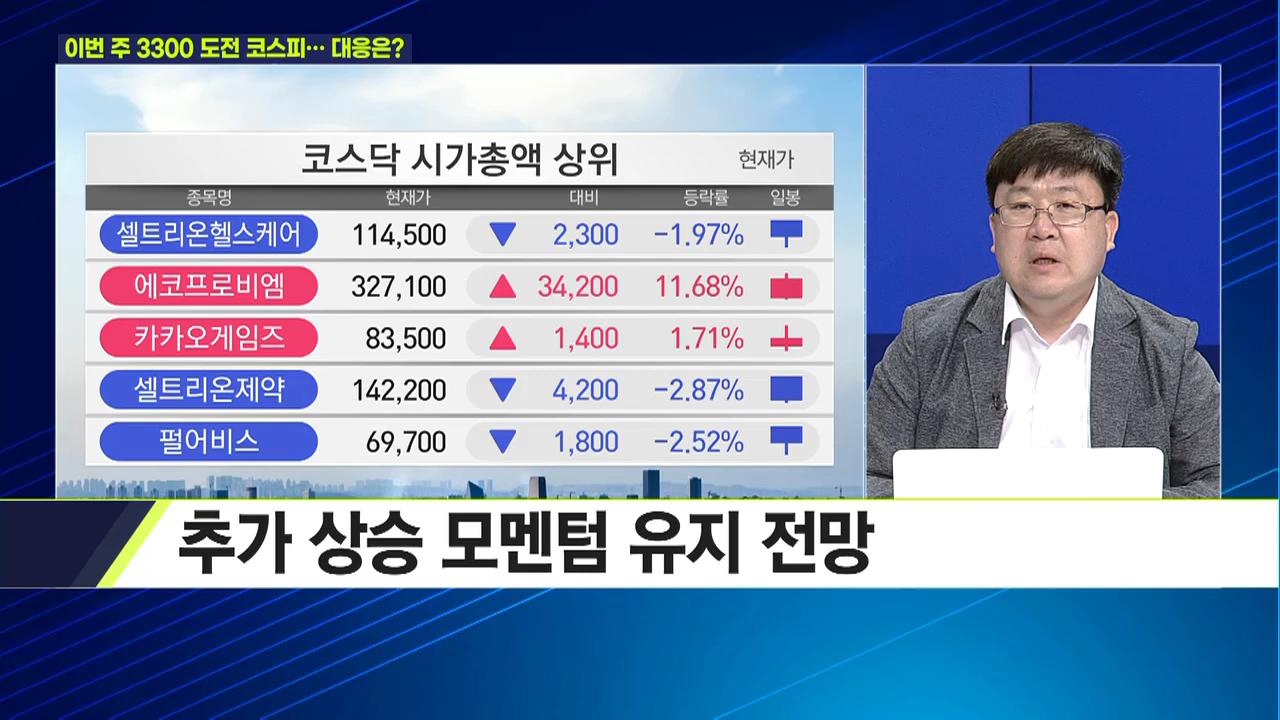 이번 주 3300 도전 코스피… 대응은?
코스닥 시가총액 상위 현재가
종목명 현재가 대비 등락률 일봉
셀트리온헬스케어 114,500 ▼ 2,300 -1.97%
에코프로비엠 327,100 ▲ 34,200 11.68%
카카오게임즈 83,500 ▲ 1,400 1.71%
셀트리온제약 142,200 ▼ 4,200 -2.87%
펄어비스 69,700 ▼ 1,800 -2.52%
추가 상승 모멘텀 유지 전망